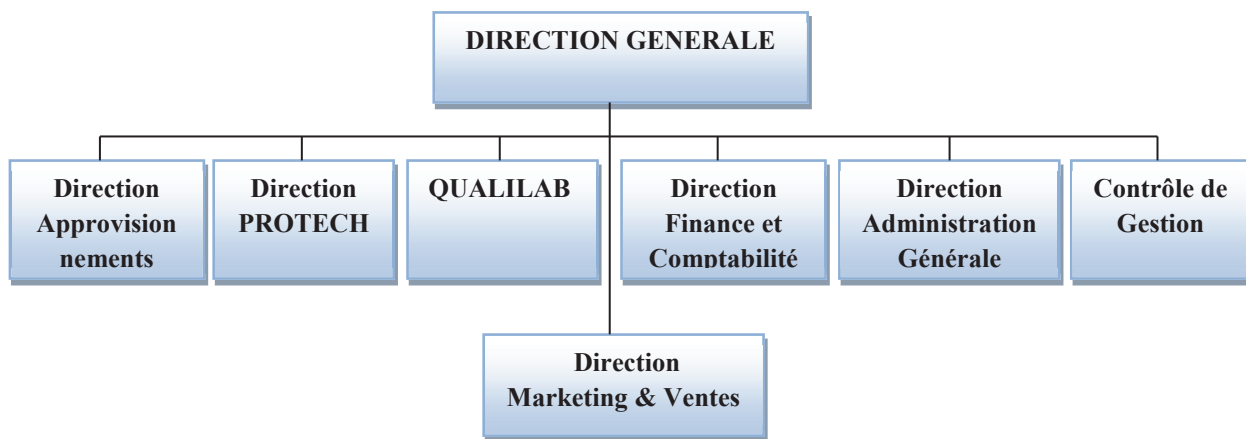 DIRECTION GENERALE
Direction
Approvision
nements
Direction
PROTECH
QUALILAB
Direction
Finance et
Comptabilité
Direction
Administration
Générale
Contrôle de
Gestion
Direction
Marketing & Ventes